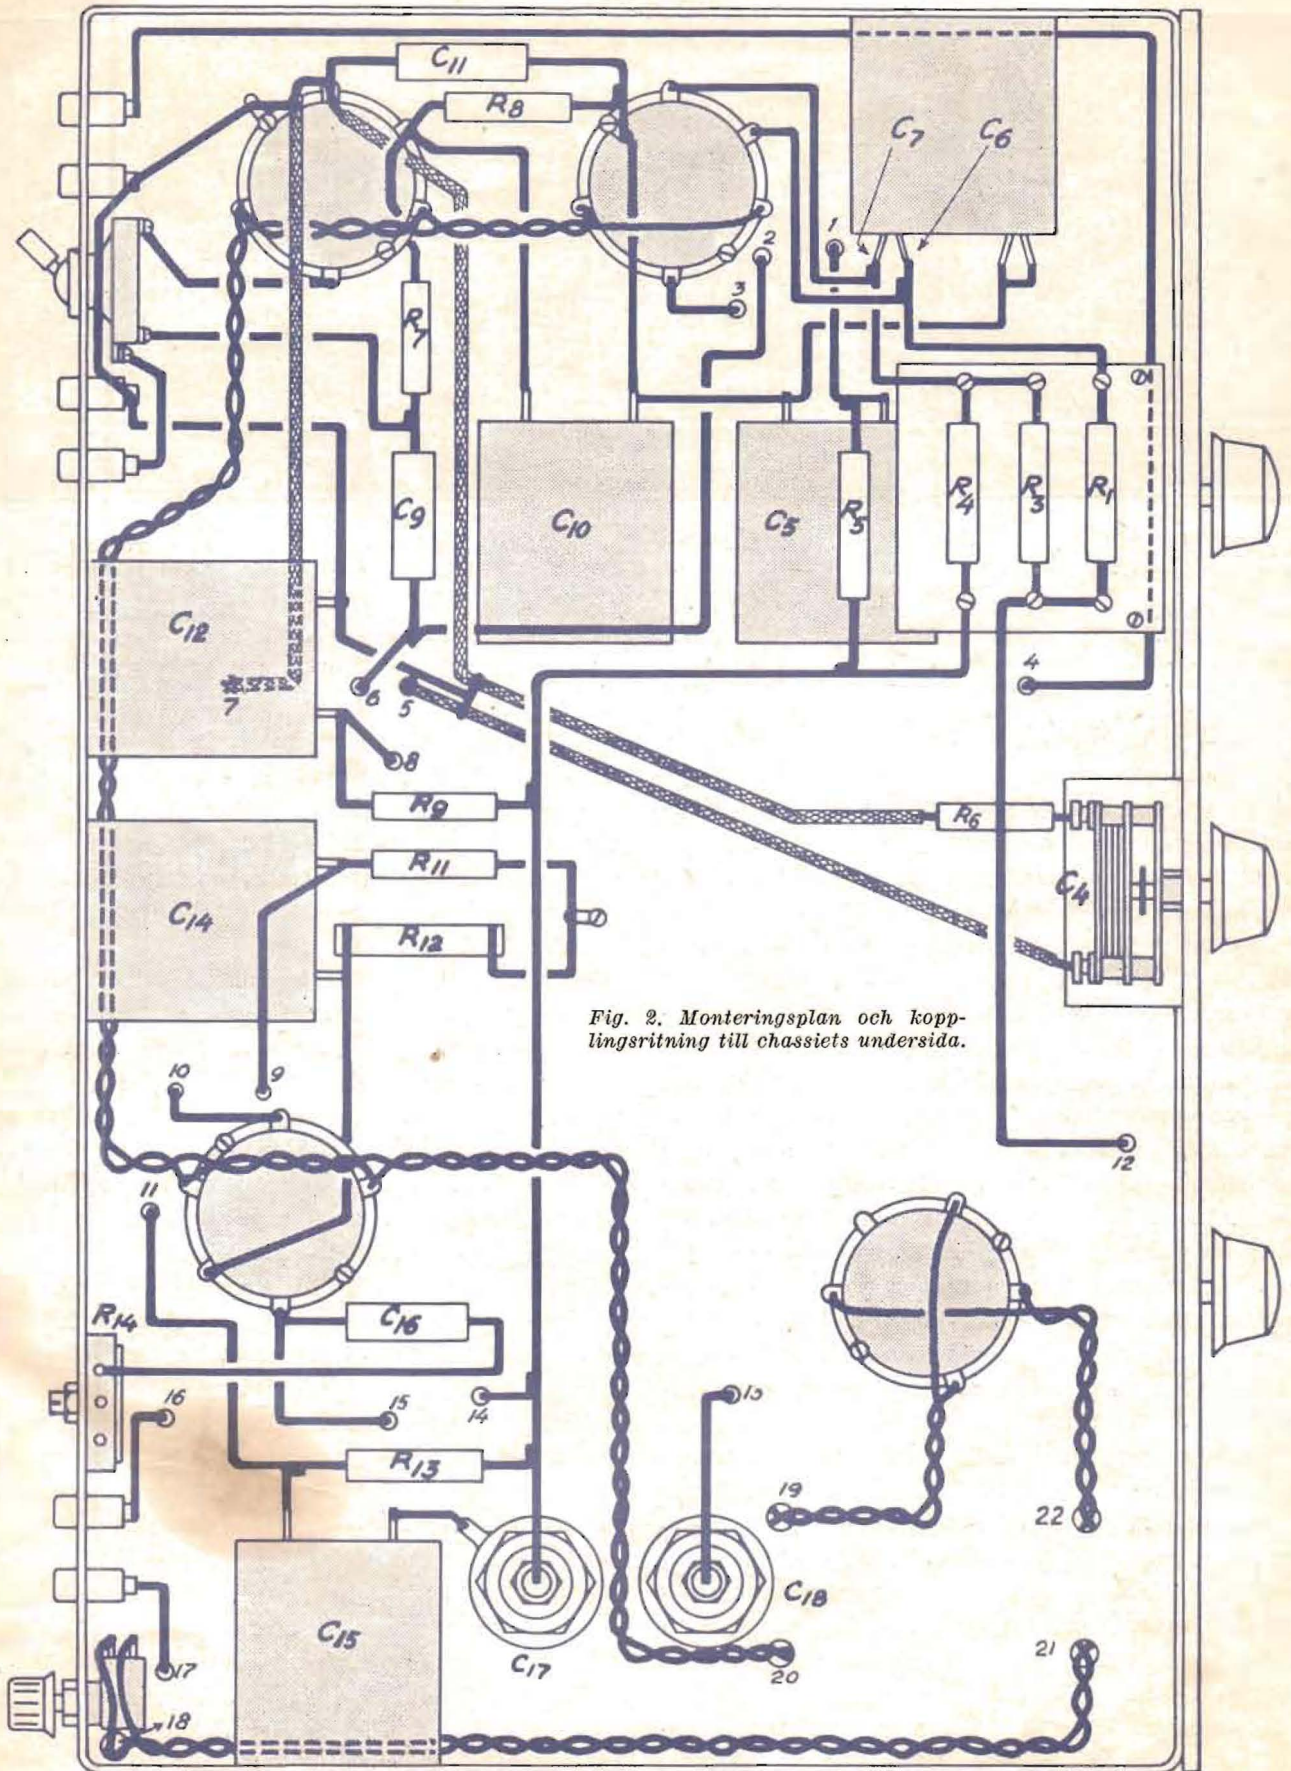 C11
R8
C7
C6
1
2
3
R7
C9
C10
C5
R5
R4
R3
R1
C12
7
6
5
4
8
R9
R6
R11
C4
C14
R12
Fig. 2. Monteringsplan och kopp-
lingsritning till chassiets undersida.
10
9
11
12
R14
C16
16
15
14
13
R13
19
22
C18
C15
17
C17
20
21
18